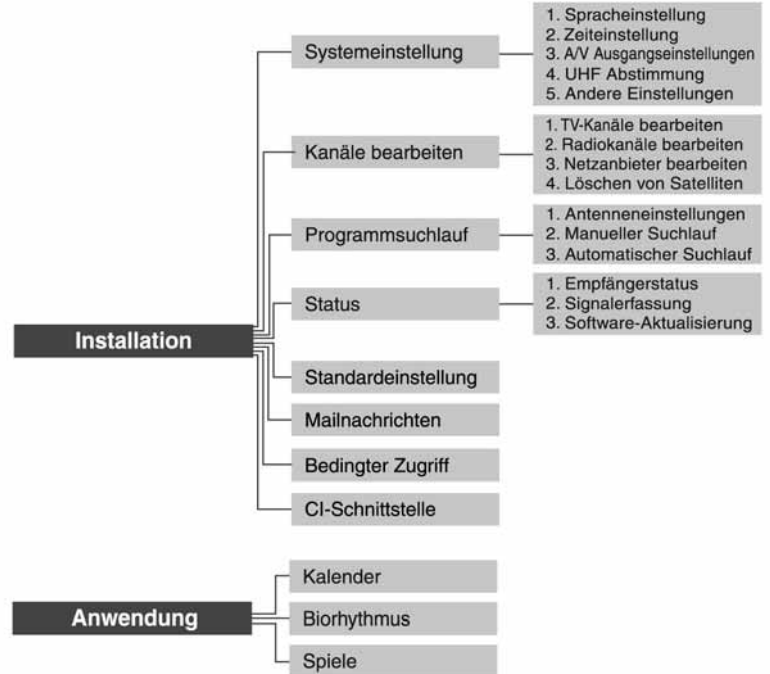 Installation
Systemeinstellung
1. Spracheinstellung
2. Zeiteinstellung
3. A/V Ausgangseinstellungen
4. UHF Abstimmung
5. Andere Einstellungen
Kanäle bearbeiten
1. TV-Kanäle bearbeiten
2. Radiokanäle bearbeiten
3. Netzanbieter bearbeiten
4. Löschen von Satelliten
Programmsuchlauf
1. Antenneneinstellungen
2. Manueller Suchlauf
3. Automatischer Suchlauf
Status
1. Empfängerstatus
2. Signalerfassung
3. Software-Aktualisierung
Standardeinstellung
Mailnachrichten
Bedingter Zugriff
CI-Schnittstelle
Anwendung
Kalender
Biorhythmus
Spiele